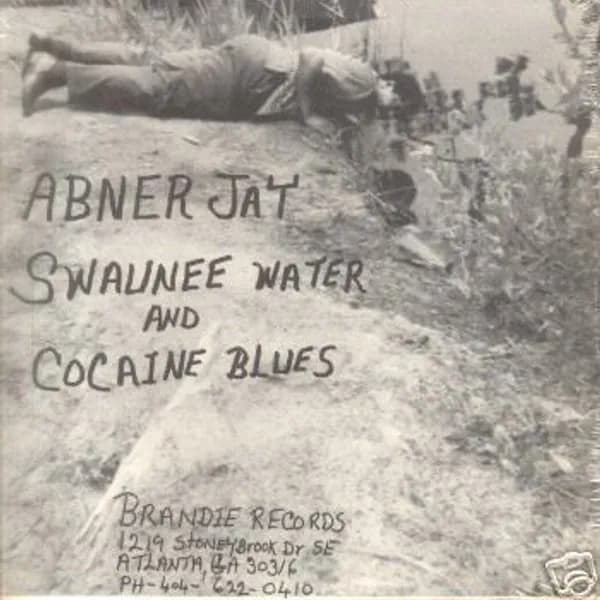 ABNER JAY
SWAUNEE WATER
AND
COCAINE BLUES
BRANDIE RECORDS
1219 STONEYBROOK Dr SE
ATLANTA, GA 30316
PH-404-622-0410